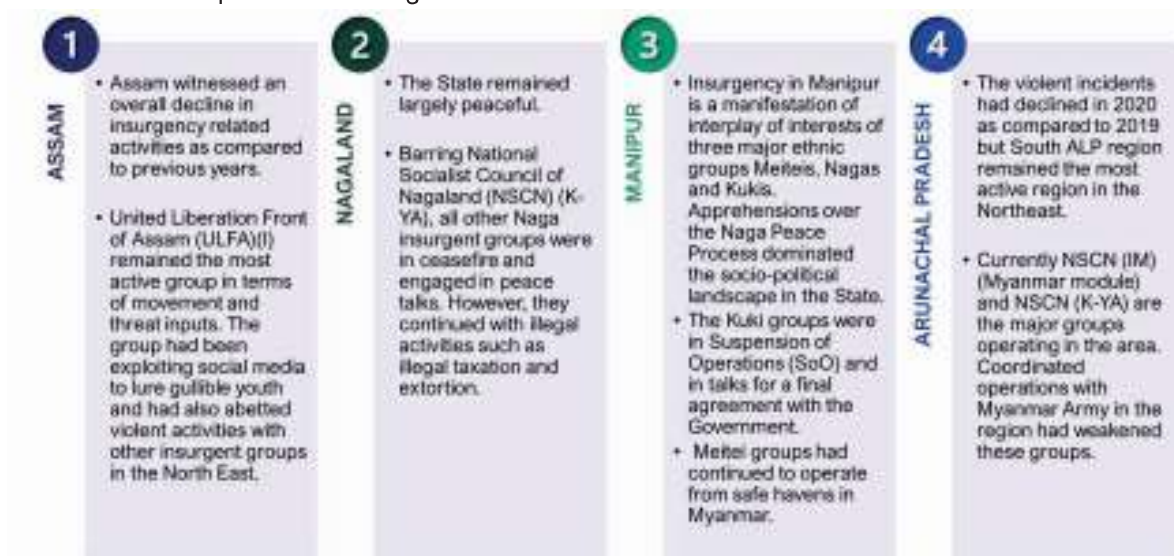 1
ASSAM
• Assam witnessed an
overall decline in
insurgency related
activities as compared
to previous years.
• United Liberation Front
of Assam (ULFA)(I)
remained the most
active group in terms
of movement and
threat inputs. The
group had been
exploiting social media
to lure gullible youth
and had also abetted
violent activities with
other insurgent groups
in the North East.
2
NAGALAND
• The State remained
largely peaceful.
• Barring National
Socialist Council of
Nagaland (NSCN) (K-
YA), all other Naga
insurgent groups were
in ceasefire and
engaged in peace
talks. However, they
continued with illegal
activities such as
illegal taxation and
extortion.
3
MANIPUR
• Insurgency in Manipur
is a manifestation of
interplay of interests of
three major ethnic
groups Meiteis, Nagas
and Kukis.
Apprehensions over
the Naga Peace
Process dominated
the socio-political
landscape in the State.
• The Kuki groups were
in Suspension of
Operations (SoO) and
in talks for a final
agreement with the
Government.
• Meitei groups had
continued to operate
from safe havens in
Myanmar.
4
ARUNACHAL PRADESH
• The violent incidents
had declined in 2020
as compared to 2019
but South ALP region
remained the most
active region in the
Northeast.
• Currently NSCN (IM)
(Myanmar module)
and NSCN (K-YA) are
the major groups
operating in the area.
Coordinated
operations with
Myanmar Army in the
region had weakened
these groups.